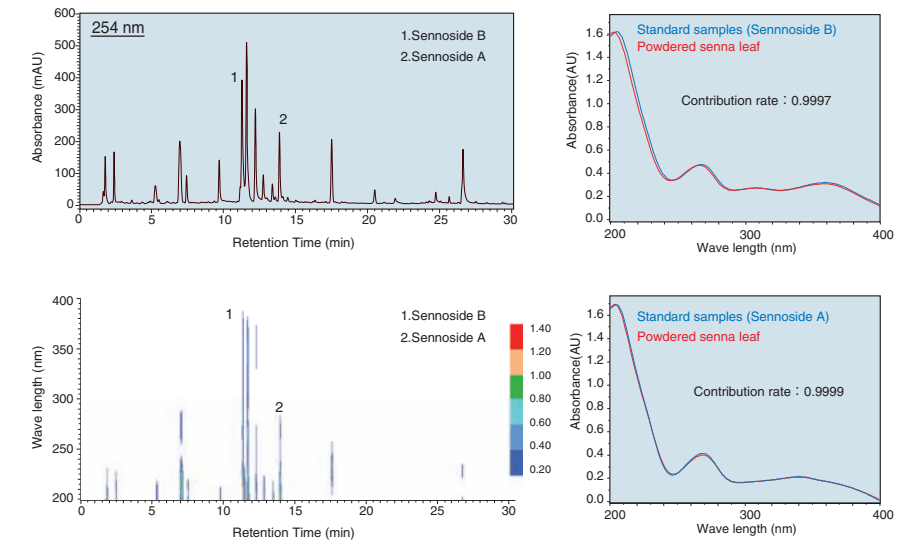 254 nm
1.Sennoside B
2.Sennoside A
1
2
Absorbance (mAU)
600
500
400
300
200
100
0
0 5 10 15 20 25 30
Retention Time (min)
Standard samples (Sennnoside B)
Powdered senna leaf
Contribution rate：0.9997
Absorbance(AU)
1.6
1.4
1.2
1.0
0.8
0.6
0.4
0.2
0.0
200 300 400
Wave length (nm)
1.Sennoside B
2.Sennoside A
1
2
Wave length (nm)
400
350
300
250
200
0 5 10 15 20 25 30
Retention Time (min)
1.40
1.20
1.00
0.80
0.60
0.40
0.20
Standard samples (Sennoside A)
Powdered senna leaf
Contribution rate：0.9999
Absorbance(AU)
1.6
1.4
1.2
1.0
0.8
0.6
0.4
0.2
0.0
200 300 400
Wave length (nm)